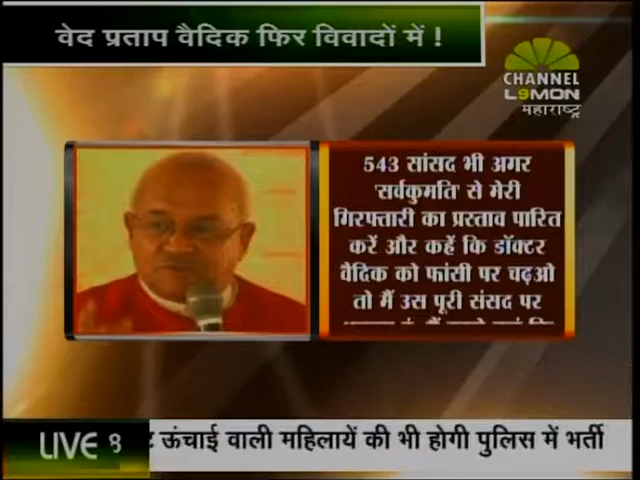 वेद प्रताप वैदिक फिर विवादों में !
CHANNEL
LEMON
महाराष्ट्र
543 सांसद भी अगर
'सर्वकुमति' से मेरी
गिरफ्तारी का प्रस्ताव पारित
करें और कहें कि डॉक्टर
वैदिक को फांसी पर चढ़ओ
तो मैं उस पूरी संसद पर
LIVE
ऊंचाई वाली महिलायें की भी होगी पुलिस में भर्ती